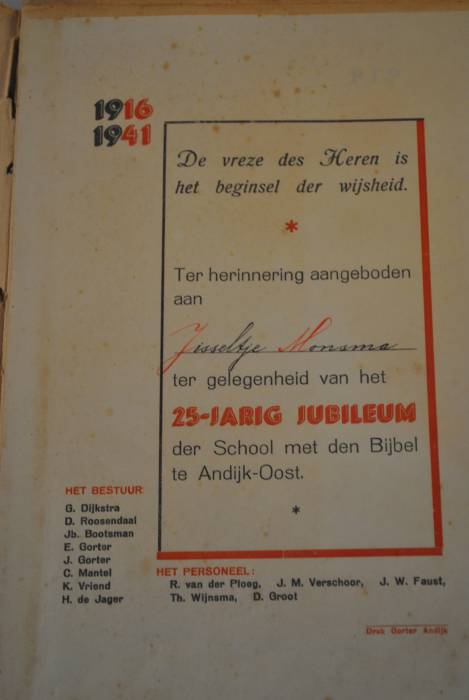 1916
1941
De vreze des Heren is
het beginsel der wijsheid.
*
Ter herinnering aangeboden
aan
Jisseltje Monsma
ter gelegenheid van het
25-JARIG JUBILEUM
der School met den Bijbel
te Andijk-Oost.
*
HET BESTUUR:
G. Dijkstra
D. Roosendaal
Jb. Bootsman
E. Gorter
J. Gorter
C. Mantel
K. Vriend
H. de Jager
HET PERSONEEL:
R. van der Ploeg, J. M. Verschoor, J. W. Faust,
Th. Wijnsma, D. Groot
Druk Gorter Andijk